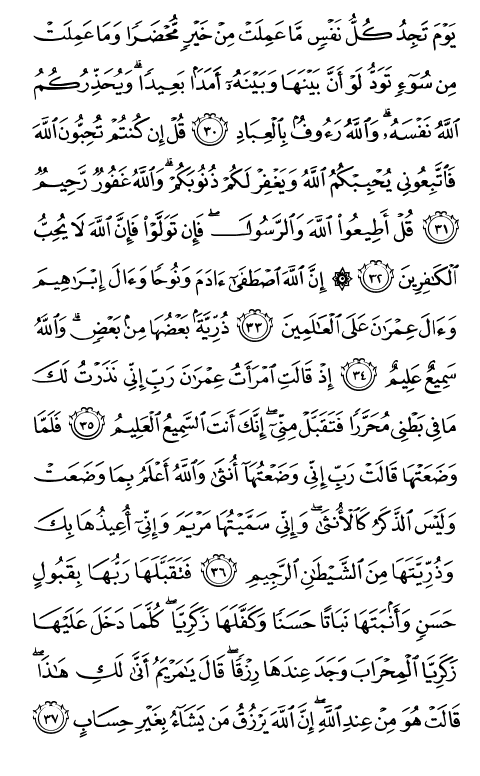 يَوْمَ تَجِدُ كُلُّ نَفْسٍ مَّا عَمِلَتْ مِنْ خَيْرٍ مُّحْضَرًا وَمَا عَمِلَتْ
مِن سُوٓءٍ تَوَدُّ لَوْ أَنَّ بَيْنَهَا وَبَيْنَهُۥٓ أَمَدًۢا بَعِيدًا ۗ وَيُحَذِّرُكُمُ
ٱللَّهُ نَفْسَهُۥ ۗ وَٱللَّهُ رَءُوفٌۢ بِٱلْعِبَادِ ٣٠ قُلْ إِن كُنتُمْ تُحِبُّونَ ٱللَّهَ
فَٱتَّبِعُونِى يُحْبِبْكُمُ ٱللَّهُ وَيَغْفِرْ لَكُمْ ذُنُوبَكُمْ ۗ وَٱللَّهُ غَفُورٌ رَّحِيمٌ
٣١ قُلْ أَطِيعُوا۟ ٱللَّهَ وَٱلرَّسُولَ ۖ فَإِن تَوَلَّوْا۟ فَإِنَّ ٱللَّهَ لَا يُحِبُّ
ٱلْكَٰفِرِينَ ٣٢ ۞ إِنَّ ٱللَّهَ ٱصْطَفَىٰٓ ءَادَمَ وَنُوحًا وَءَالَ إِبْرَٰهِيمَ
وَءَالَ عِمْرَٰنَ عَلَى ٱلْعَٰلَمِينَ ٣٣ ذُرِّيَّةًۢ بَعْضُهَا مِنۢ بَعْضٍ ۗ وَٱللَّهُ
سَمِيعٌ عَلِيمٌ ٣٤ إِذْ قَالَتِ ٱمْرَأَتُ عِمْرَٰنَ رَبِّ إِنِّى نَذَرْتُ لَكَ
مَا فِى بَطْنِى مُحَرَّرًا فَتَقَبَّلْ مِنِّىٓ ۖ إِنَّكَ أَنتَ ٱلسَّمِيعُ ٱلْعَلِيمُ ٣٥ فَلَمَّا
وَضَعَتْهَا قَالَتْ رَبِّ إِنِّى وَضَعْتُهَآ أُنثَىٰ وَٱللَّهُ أَعْلَمُ بِمَا وَضَعَتْ
وَلَيْسَ ٱلذَّكَرُ كَٱلْأُنثَىٰ ۖ وَإِنِّى سَمَّيْتُهَا مَرْيَمَ وَإِنِّىٓ أُعِيذُهَا بِكَ
وَذُرِّيَّتَهَا مِنَ ٱلشَّيْطَٰنِ ٱلرَّجِيمِ ٣٦ فَتَقَبَّلَهَا رَبُّهَا بِقَبُولٍ
حَسَنٍ وَأَنۢبَتَهَا نَبَاتًا حَسَنًا وَكَفَّلَهَا زَكَرِيَّا ۖ كُلَّمَا دَخَلَ عَلَيْهَا
زَكَرِيَّا ٱلْمِحْرَابَ وَجَدَ عِندَهَا رِزْقًا ۖ قَالَ يَٰمَرْيَمُ أَنَّىٰ لَكِ هَٰذَا ۖ
قَالَتْ هُوَ مِنْ عِندِ ٱللَّهِ ۖ إِنَّ ٱللَّهَ يَرْزُقُ مَن يَشَآءُ بِغَيْرِ حِسَابٍ ٣٧